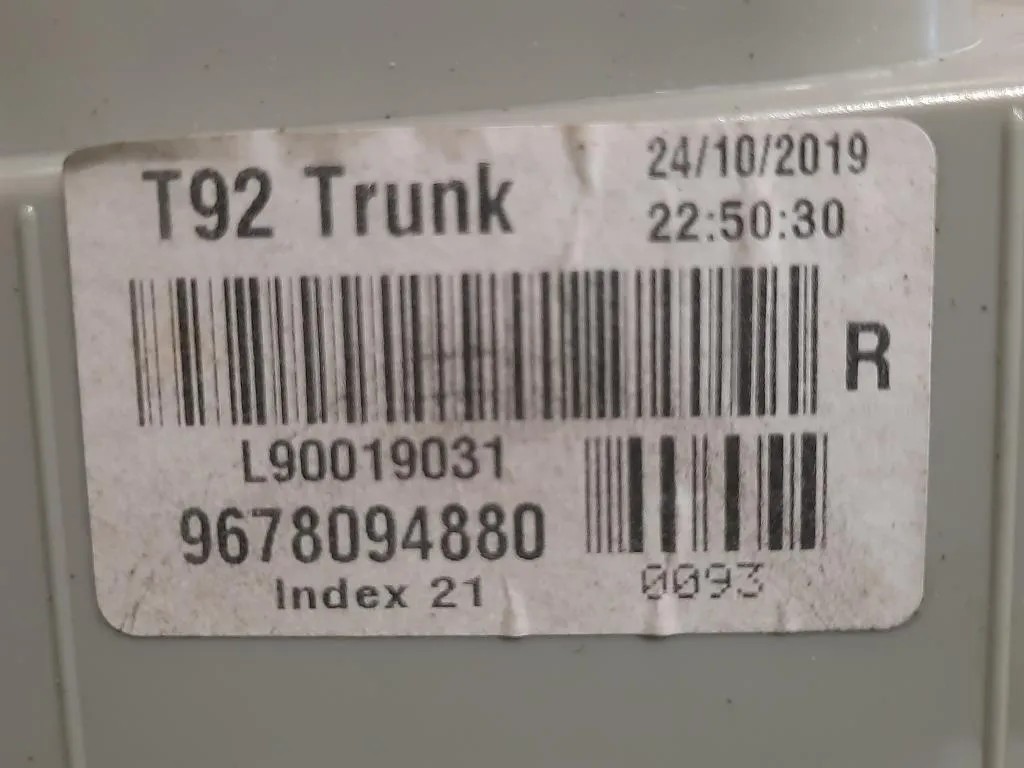 T92 Trunk
24/10/2019
22:50:30
R
L90019031
9678094880
Index 21
0093